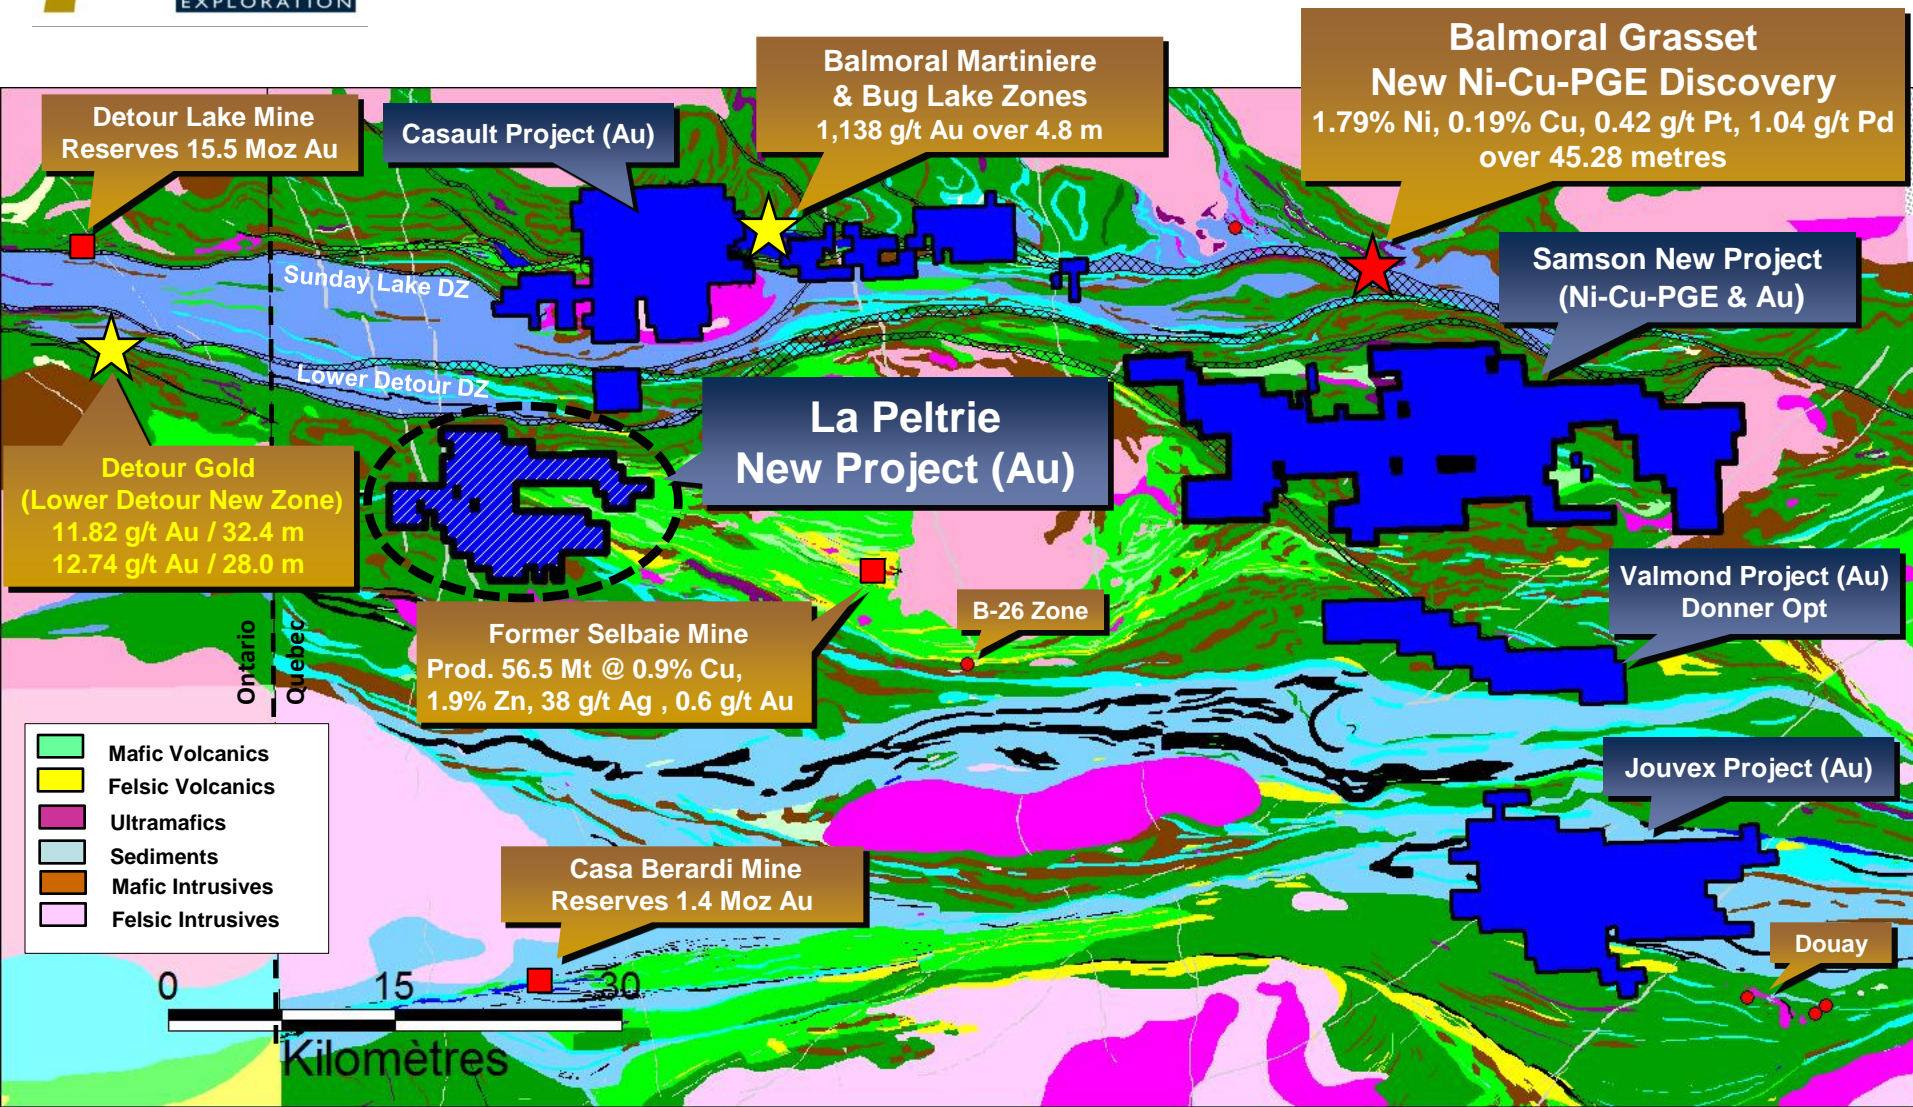 EXPLORATION
Balmoral Grasset
New Ni-Cu-PGE Discovery
1.79% Ni, 0.19% Cu, 0.42 g/t Pt, 1.04 g/t Pd
over 45.28 metres
Balmoral Martiniere
& Bug Lake Zones
1,138 g/t Au over 4.8 m
Detour Lake Mine
Reserves 15.5 Moz Au
Casault Project (Au)
Samson New Project
(Ni-Cu-PGE & Au)
Sunday Lake DZ
Lower Detour DZ
La Peltrie
New Project (Au)
Detour Gold
(Lower Detour New Zone)
11.82 g/t Au / 32.4 m
12.74 g/t Au / 28.0 m
Valmond Project (Au)
Donner Opt
B-26 Zone
Former Selbaie Mine
Prod. 56.5 Mt @ 0.9% Cu,
1.9% Zn, 38 g/t Ag , 0.6 g/t Au
Ontario
Quebec
Mafic Volcanics
Felsic Volcanics
Ultramafics
Sediments
Mafic Intrusives
Felsic Intrusives
Jouvex Project (Au)
Casa Berardi Mine
Reserves 1.4 Moz Au
Douay
0 15 30
Kilomètres